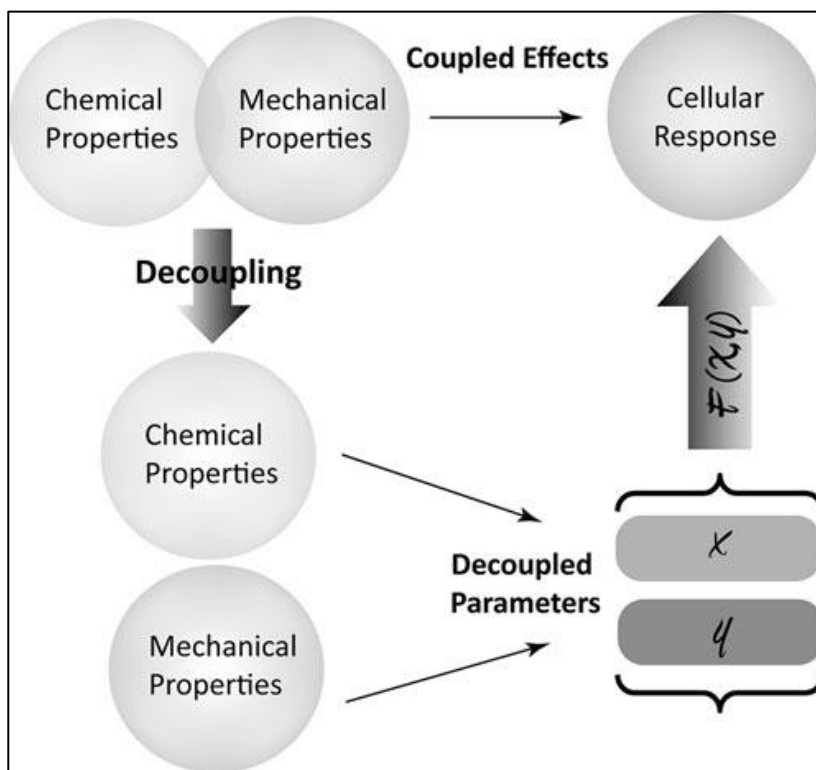 Coupled Effects
Chemical
Properties
Mechanical
Properties
Cellular
Response
Decoupling
F(x,y)
Chemical
Properties
Decoupled
Parameters
x
y
Mechanical
Properties